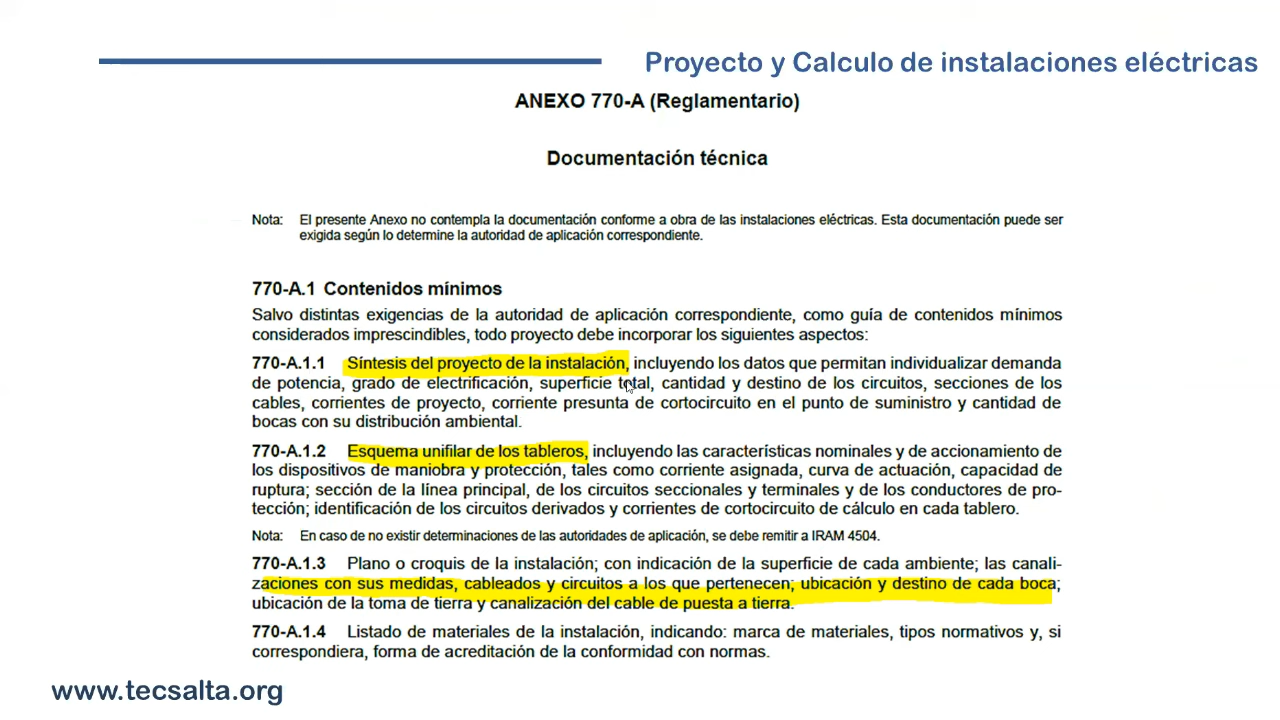 Proyecto y Calculo de instalaciones eléctricas
ANEXO 770-A (Reglamentario)
Documentación técnica
Nota: El presente Anexo no contempla la documentación conforme a obra de las instalaciones eléctricas. Esta documentación puede ser
exigida según lo determine la autoridad de aplicación correspondiente.
770-A.1 Contenidos mínimos
Salvo distintas exigencias de la autoridad de aplicación correspondiente, como guía de contenidos mínimos
considerados imprescindibles, todo proyecto debe incorporar los siguientes aspectos:
770-A.1.1 Síntesis del proyecto de la instalación, incluyendo los datos que permitan individualizar demanda
de potencia, grado de electrificación, superficie total, cantidad y destino de los circuitos, secciones de los
cables, corrientes de proyecto, corriente presunta de cortocircuito en el punto de suministro y cantidad de
bocas con su distribución ambiental.
770-A.1.2 Esquema unifilar de los tableros, incluyendo las características nominales y de accionamiento de
los dispositivos de maniobra y protección, tales como corriente asignada, curva de actuación, capacidad de
ruptura; sección de la línea principal, de los circuitos seccionales y terminales y de los conductores de pro-
tección; identificación de los circuitos derivados y corrientes de cortocircuito de cálculo en cada tablero.
Nota: En caso de no existir determinaciones de las autoridades de aplicación, se debe remitir a IRAM 4504.
770-A.1.3 Plano o croquis de la instalación; con indicación de la superficie de cada ambiente; las canali-
zaciones con sus medidas, cableados y circuitos a los que pertenecen; ubicación y destino de cada boca;
ubicación de la toma de tierra y canalización del cable de puesta a tierra.
770-A.1.4 Listado de materiales de la instalación, indicando: marca de materiales, tipos normativos y, si
correspondiera, forma de acreditación de la conformidad con normas.
www.tecsalta.org